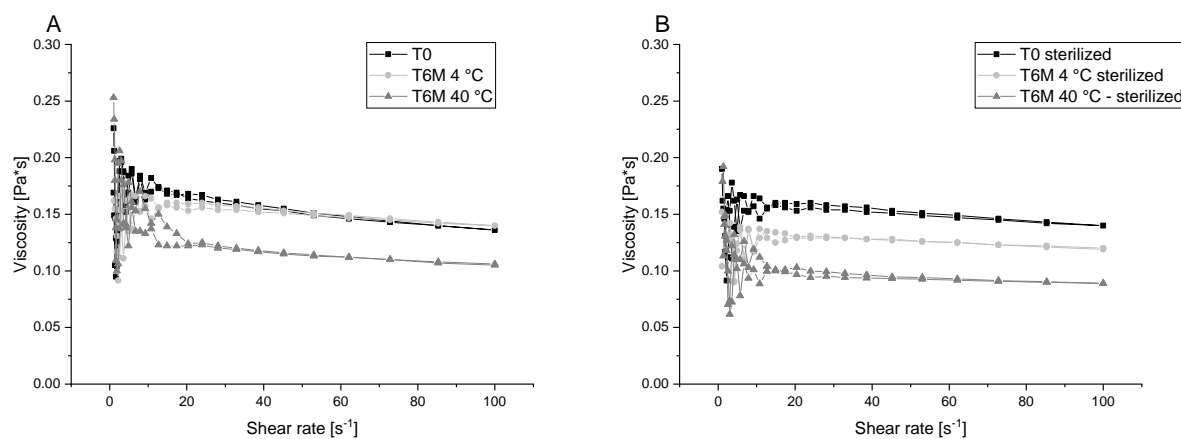 A
0.30
0.25
0.20
0.15
0.10
0.05
0.00
Viscosity [Pa*s]
0
20
40
60
80
100
Shear rate [s⁻¹]
T0
T6M 4 °C
T6M 40 °C
B
0.30
0.25
0.20
0.15
0.10
0.05
0.00
Viscosity [Pa*s]
0
20
40
60
80
100
Shear rate [s⁻¹]
T0 sterilized
T6M 4 °C sterilized
T6M 40 °C - sterilized